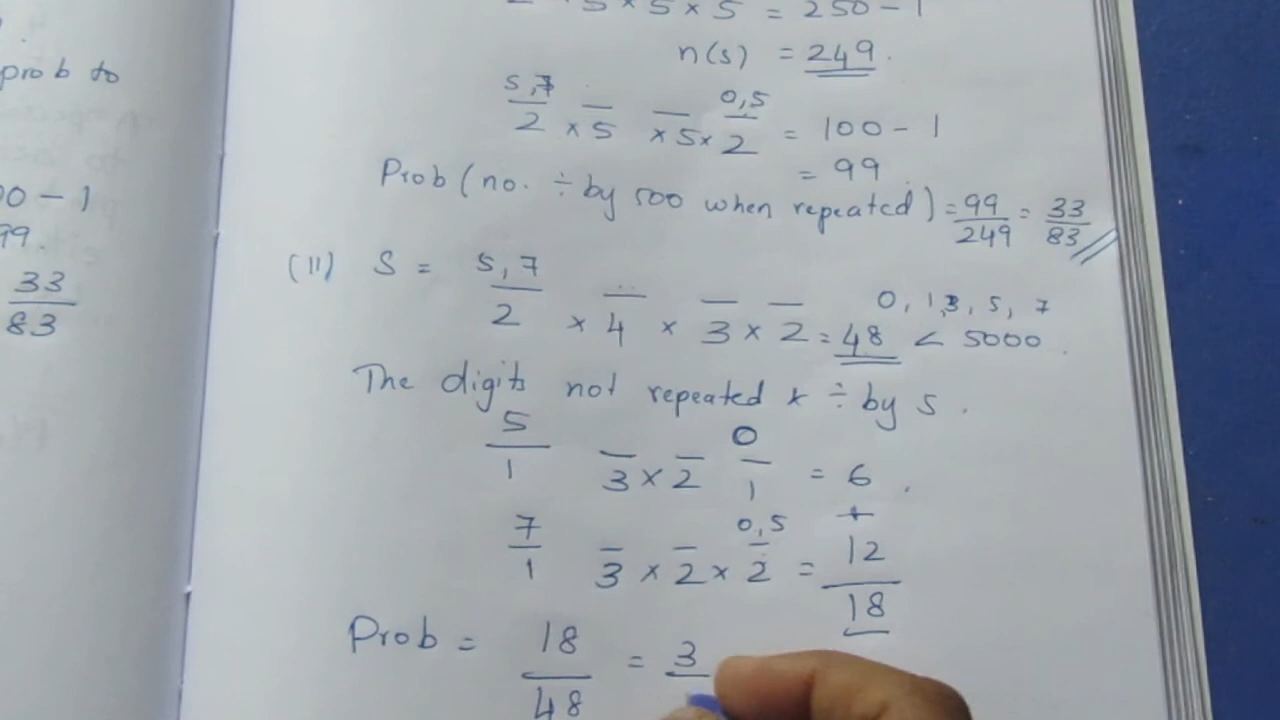 prob to
00 - 1
99.
33
83
2 × 5 × 5 × 5 = 250 - 1
n(s) = 249.
5,7 0,5
2 × 5 × 5 × 2 = 100 - 1
= 99
Prob (no. ÷ by 500 when repeated) = 99/249 = 33/83
(11) S = 5,7 0, 1,3, 5, 7
2 × 4 × 3 × 2 = 48 < 5000.
The digits not repeated × ÷ by 5.
5 0
1 3 × 2 1 = 6.
7 0,5 +
1 3 × 2 × 2 = 12
18
Prob = 18/48 = 3